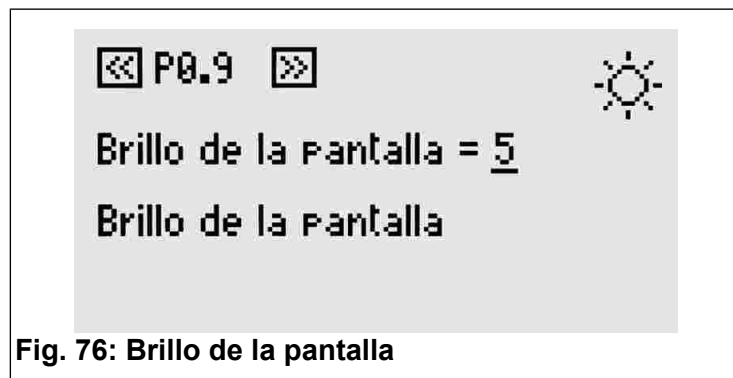 « P0.9 »
Brillo de la pantalla = 5
Brillo de la pantalla
Fig. 76: Brillo de la pantalla